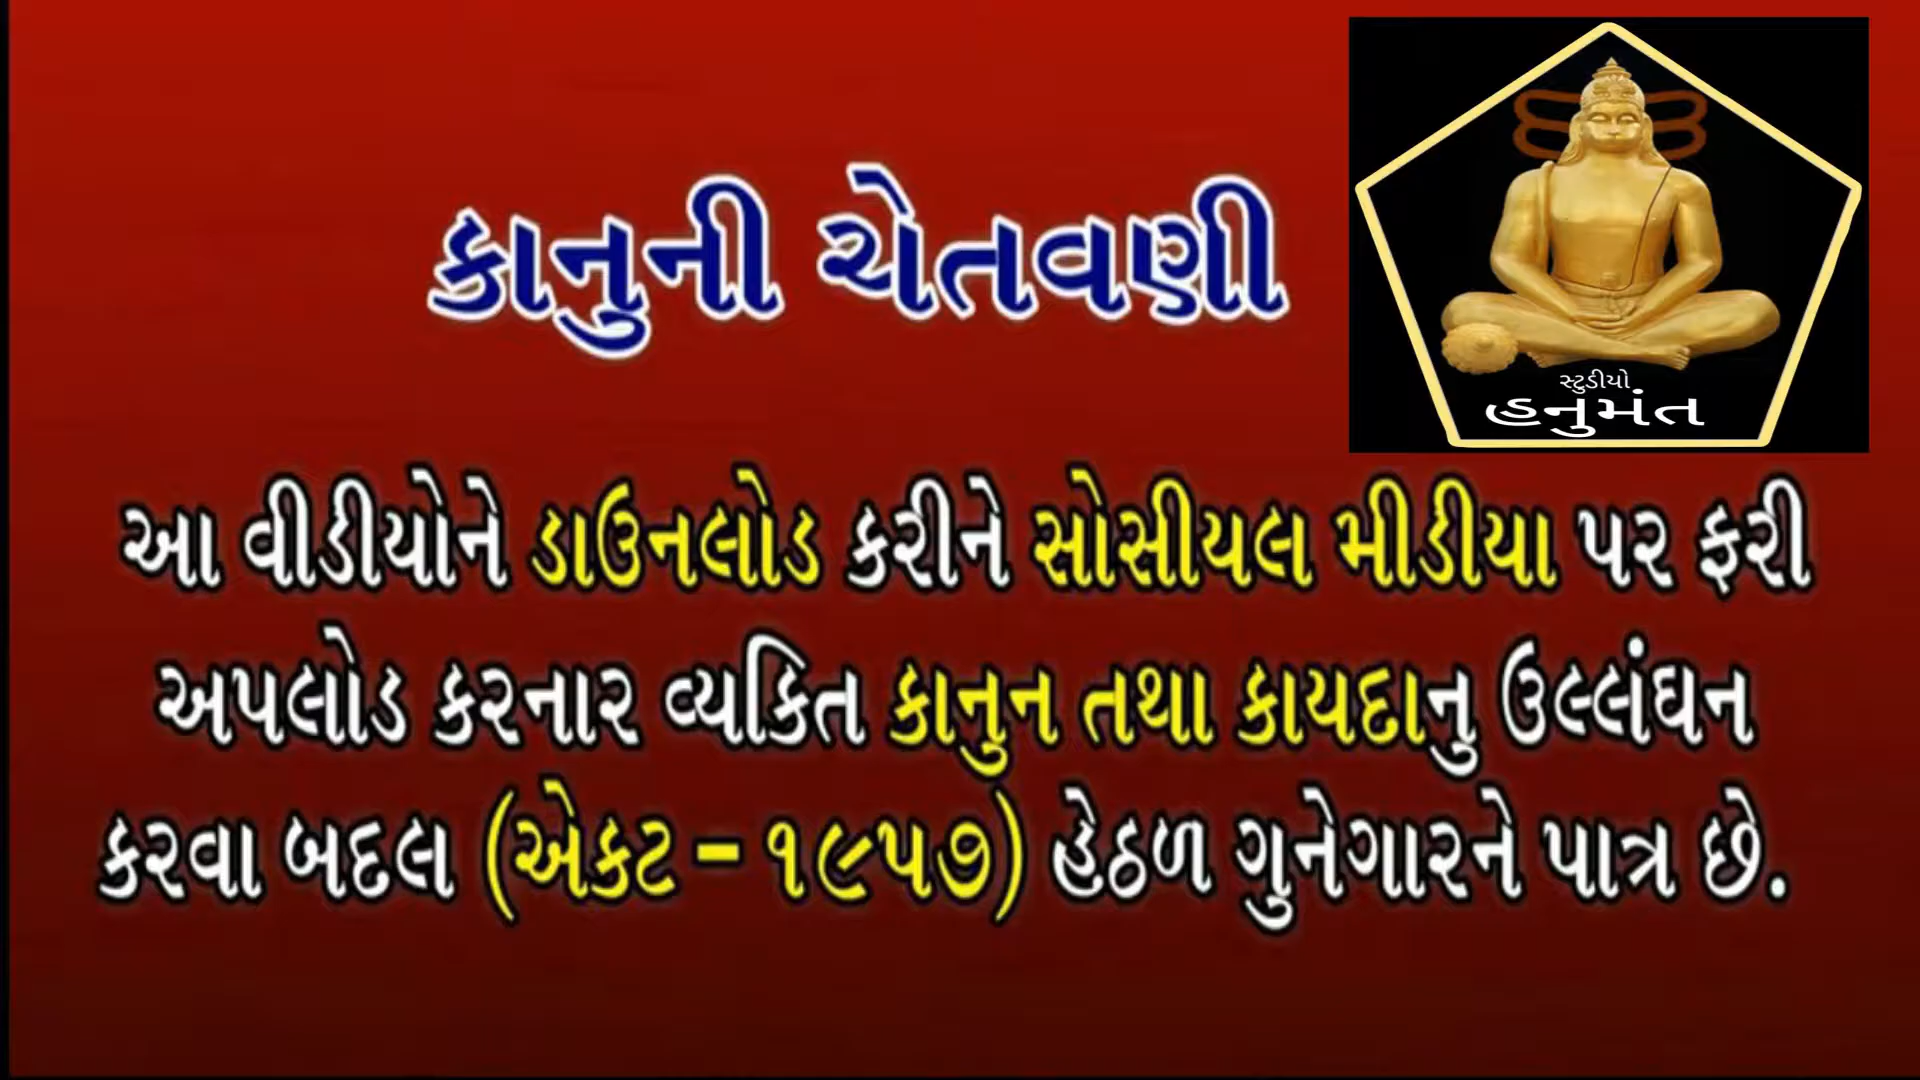 કાનુની ચેતવણી
સ્ટુડીયો
હનુમંત
આ વીડીયોને ડાઉનલોડ કરીને સોસીયલ મીડીયા પર ફરી
અપલોડ કરનાર વ્યકિત કાનુન તથા કાયદાનુ ઉલ્લંઘન
કરવા બદલ (એકટ – ૧૯૫૭) હેઠળ ગુનેગારને પાત્ર છે.